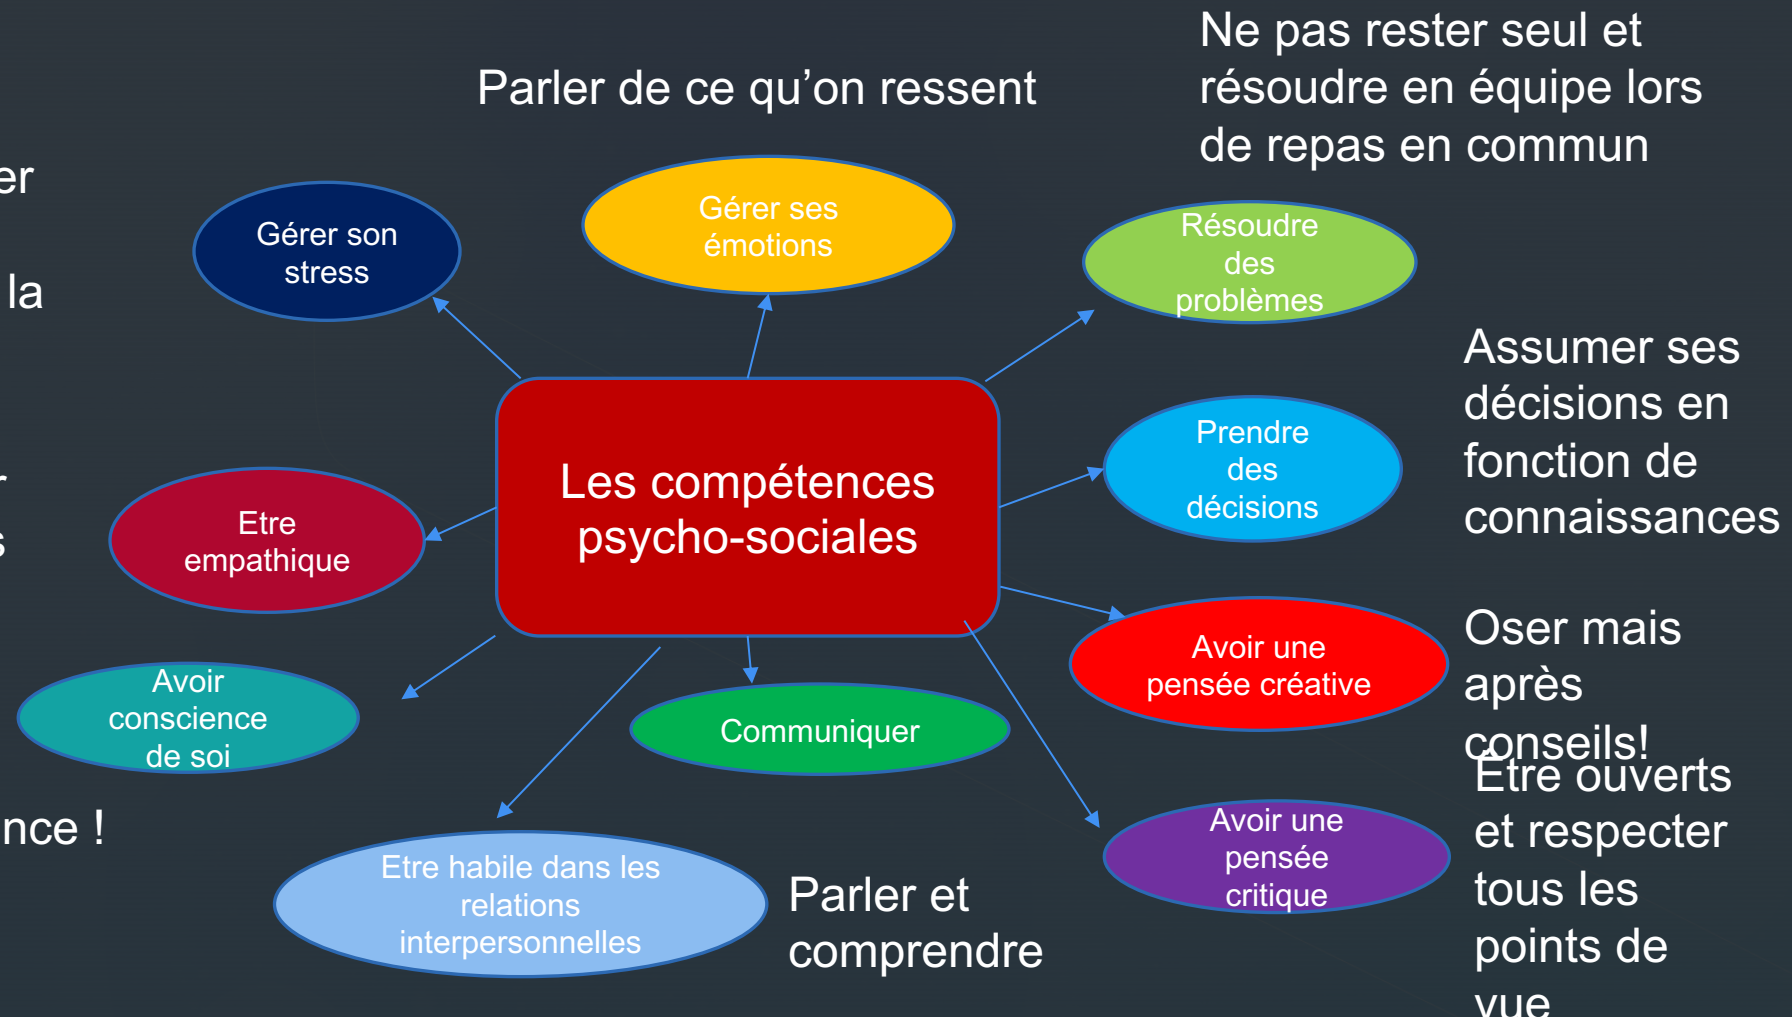 Ne pas rester seul et
résoudre en équipe lors
de repas en commun
Parler de ce qu’on ressent
er
la
r
s
nce !
Gérer son
stress
Gérer ses
émotions
Résoudre
des
problèmes
Assumer ses
décisions en
fonction de
connaissances
Prendre
des
décisions
Les compétences
psycho-sociales
Etre
empathique
Oser mais
après
conseils!
Avoir une
pensée créative
Avoir
conscience
de soi
Communiquer
Être ouverts
et respecter
tous les
points de
vue
Avoir une
pensée
critique
Etre habile dans les
relations
interpersonnelles
Parler et
comprendre